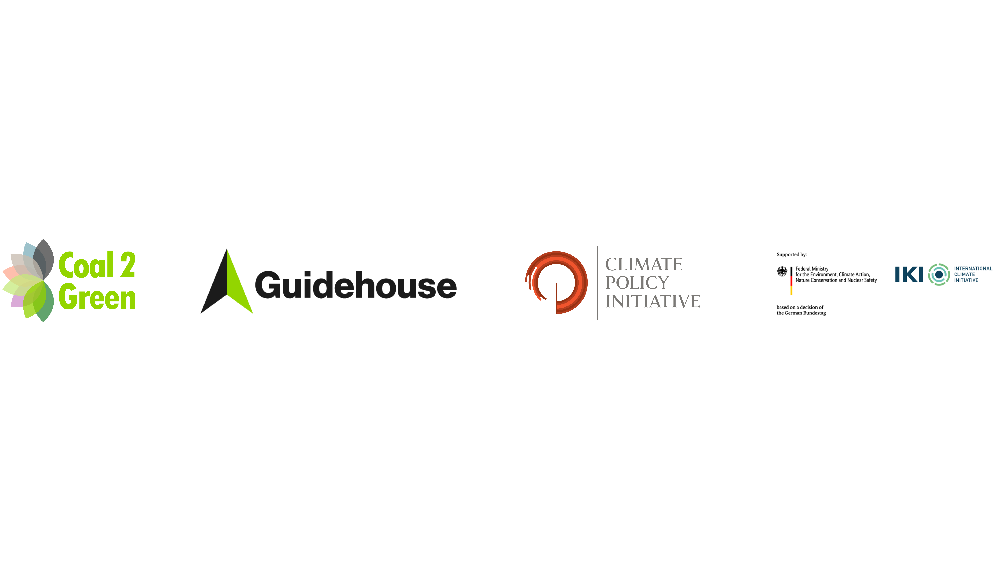 Coal 2
Green
Guidehouse
CLIMATE
POLICY
INITIATIVE
Supported by:
Federal Ministry
for the Environment, Climate Action,
Nature Conservation and Nuclear Safety
based on a decision of
the German Bundestag
IKI
INTERNATIONAL
CLIMATE
INITIATIVE